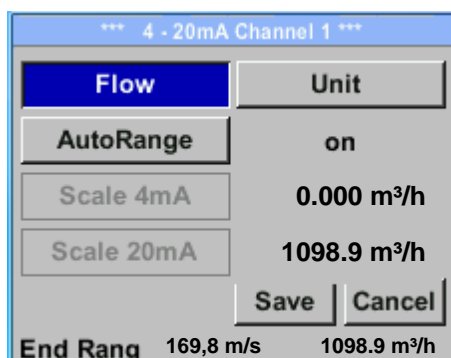 *** 4 - 20mA Channel 1 ***
Flow Unit
AutoRange on
Scale 4mA 0.000 m³/h
Scale 20mA 1098.9 m³/h
Save Cancel
End Rang 169,8 m/s 1098.9 m³/h